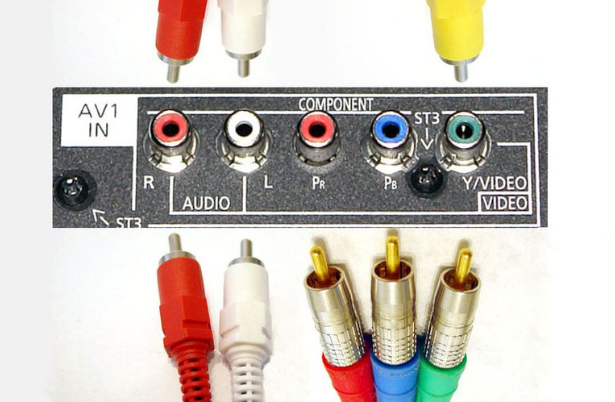 AV1
IN
COMPONENT
ST3
R
AUDIO
L
PR
PB
Y/VIDEO
VIDEO
ST3